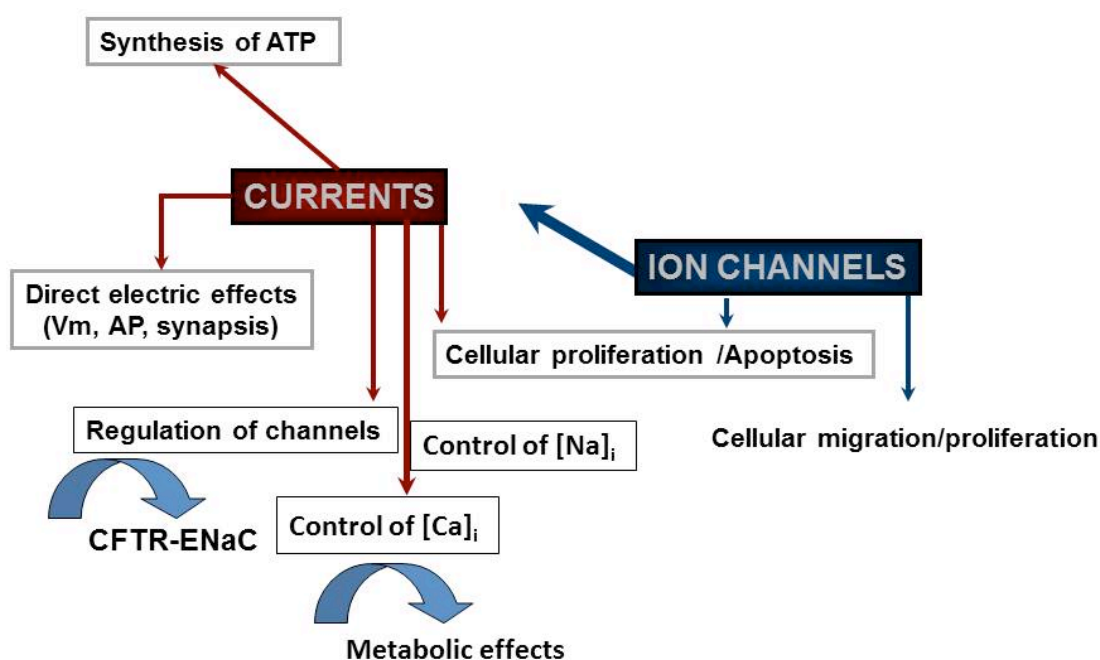 Synthesis of ATP
CURRENTS
ION CHANNELS
Direct electric effects
(Vm, AP, synapsis)
Cellular proliferation /Apoptosis
Regulation of channels
Control of [Na]i
Cellular migration/proliferation
CFTR-ENaC
Control of [Ca]i
Metabolic effects